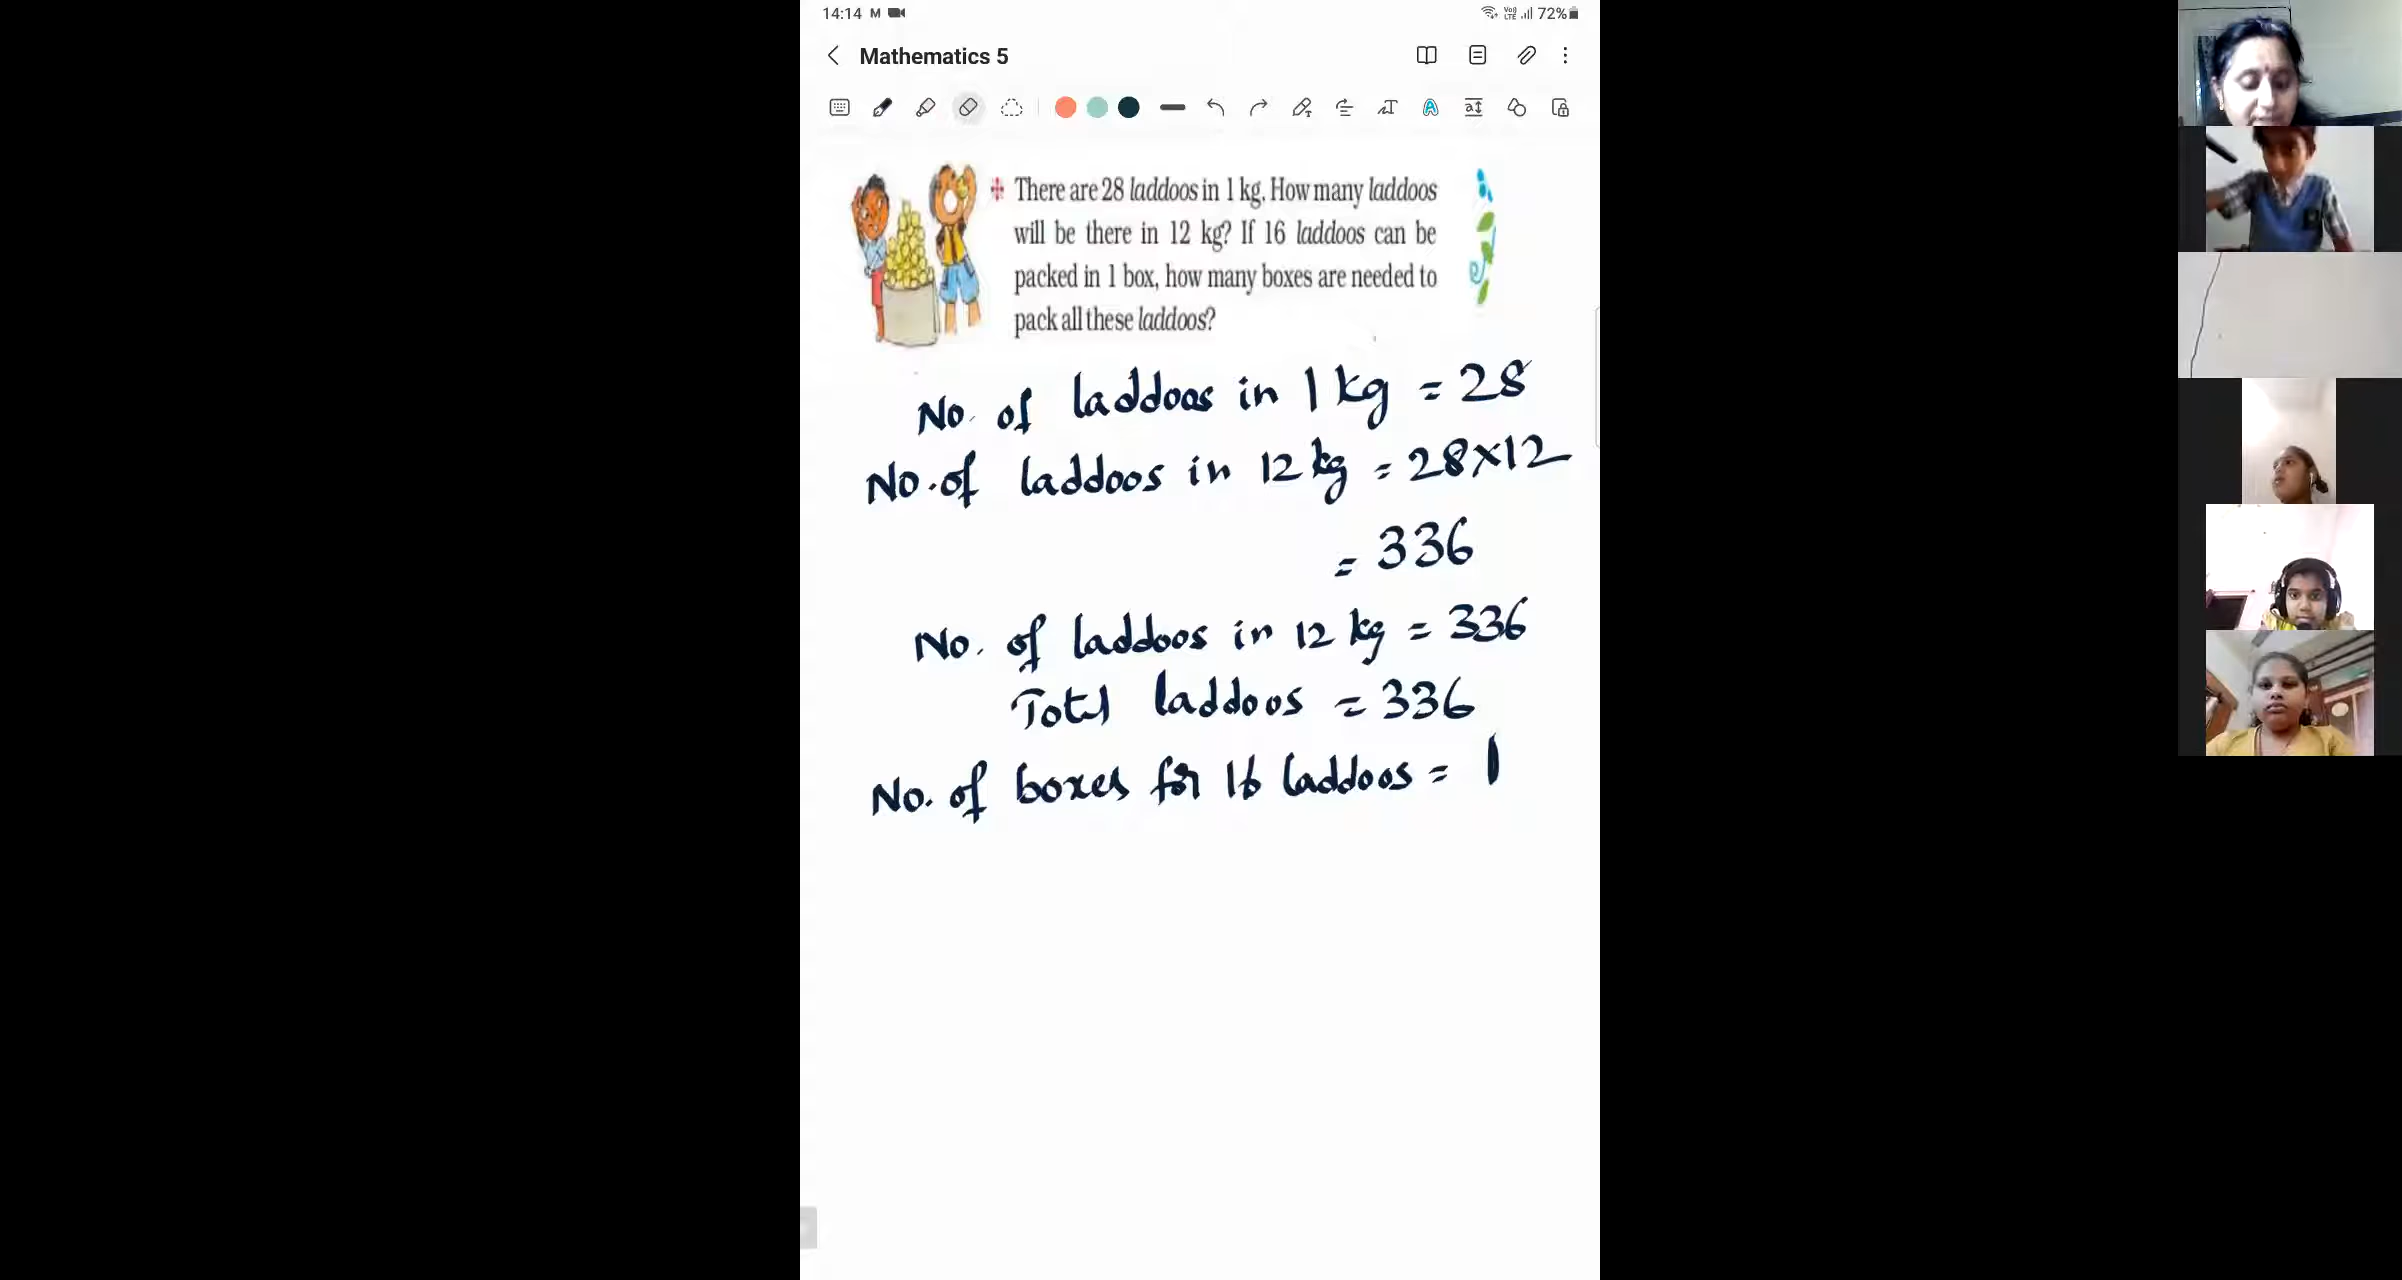 14:14 M
Vo) LTE 72%
Mathematics 5
There are 28 laddoos in 1 kg. How many laddoos
will be there in 12 kg? If 16 laddoos can be
packed in 1 box, how many boxes are needed to
pack all these laddoos?
No. of laddoos in 1 kg = 28
No. of laddoos in 12 kg = 28×12
= 336
No. of laddoos in 12 kg = 336
Total laddoos = 336
No. of boxes for 16 laddoos = 1